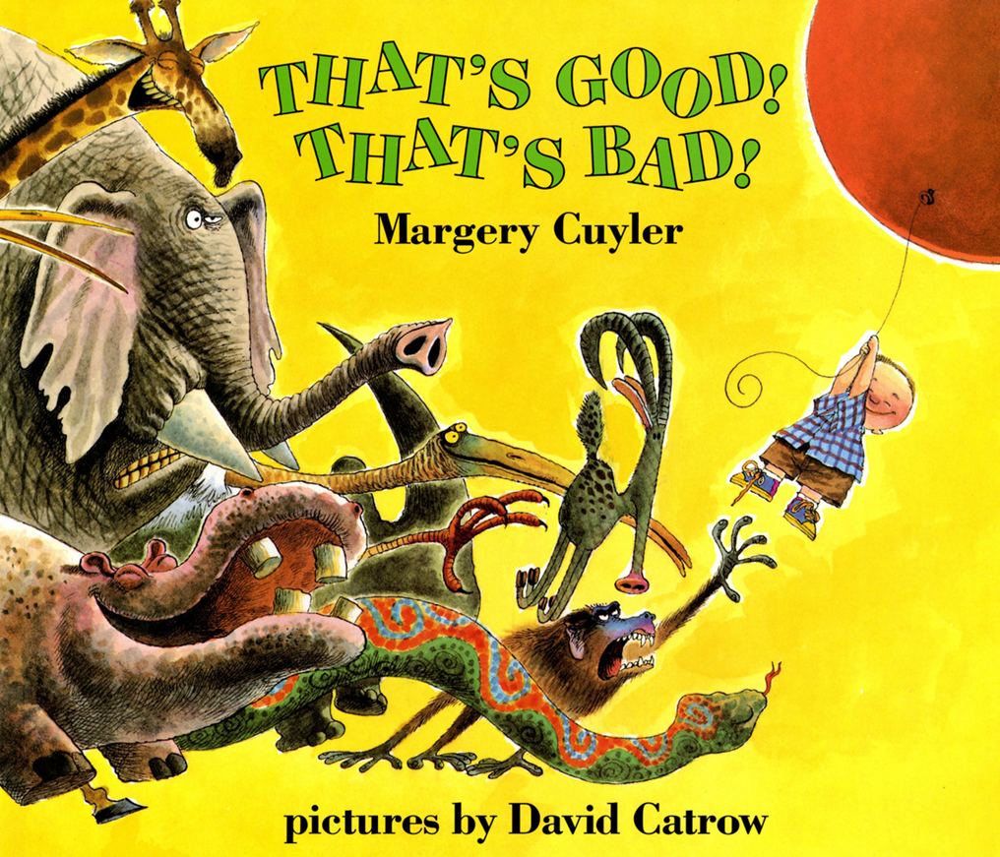 THAT'S GOOD!
THAT'S BAD!
Margery Cuyler
pictures by David Catrow